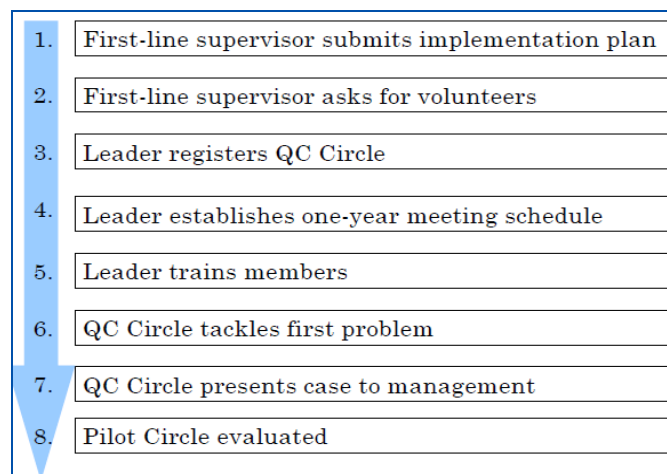 1. First-line supervisor submits implementation plan
2. First-line supervisor asks for volunteers
3. Leader registers QC Circle
4. Leader establishes one-year meeting schedule
5. Leader trains members
6. QC Circle tackles first problem
7. QC Circle presents case to management
8. Pilot Circle evaluated